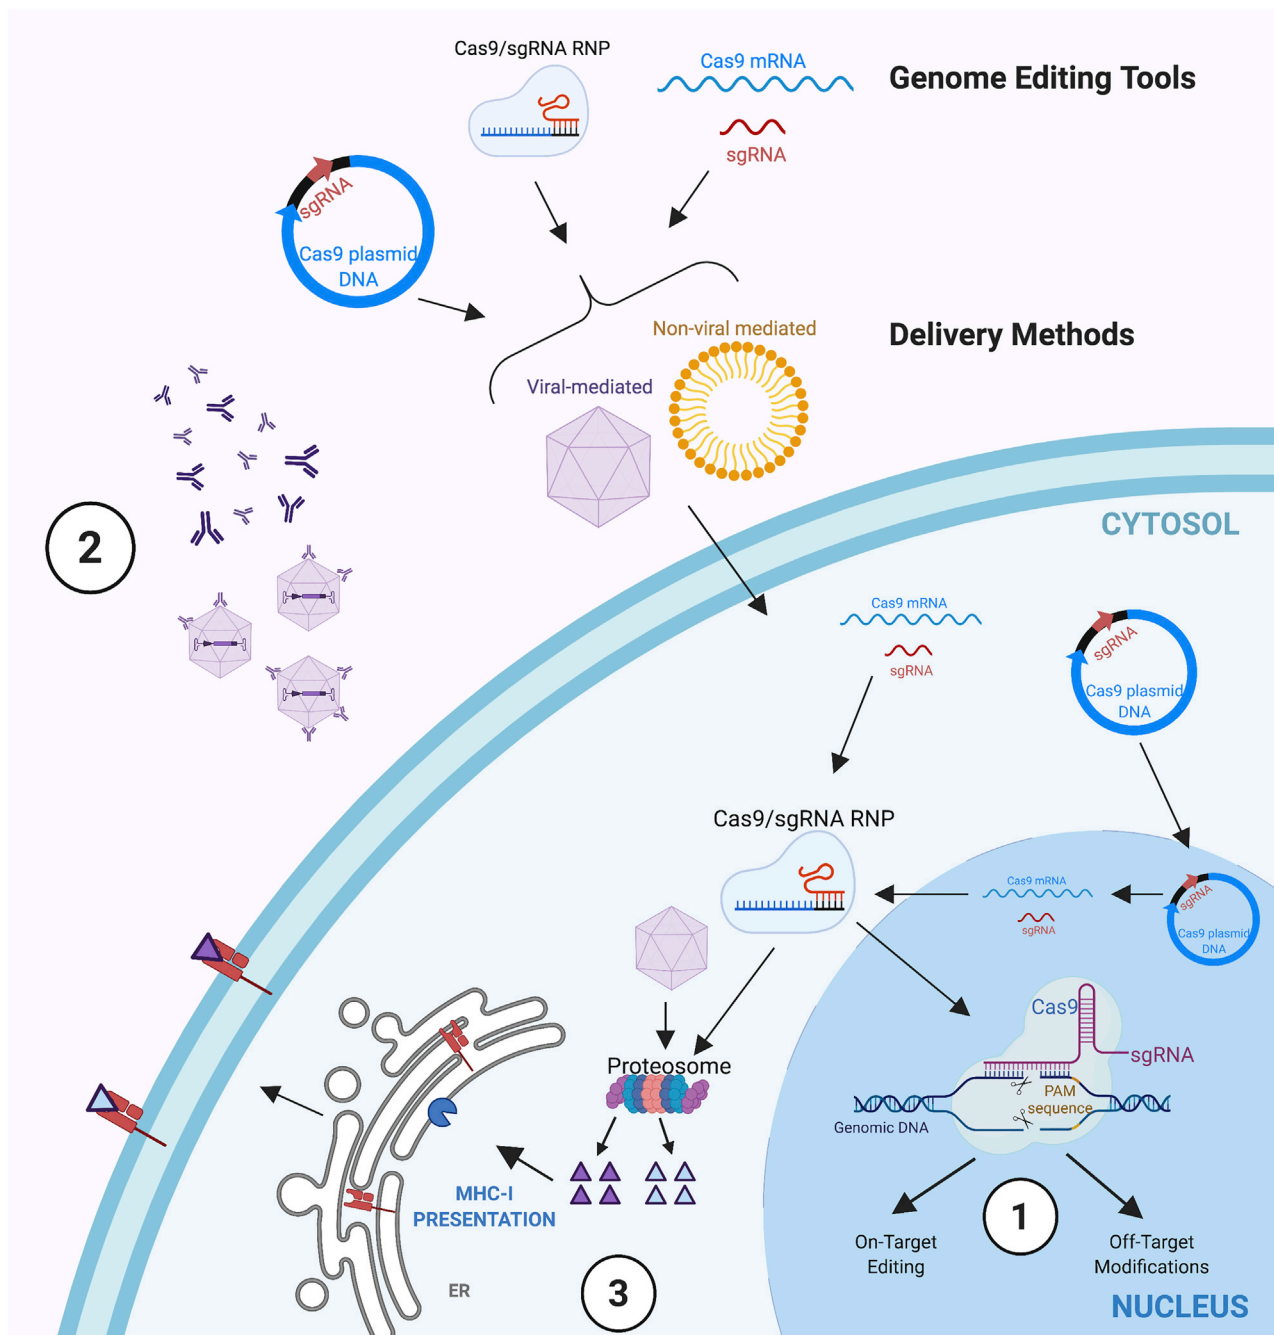 Cas9/sgRNA RNP
Cas9 mRNA
Genome Editing Tools
sgRNA
sgRNA
Cas9 plasmid
DNA
Non-viral mediated
Delivery Methods
Viral-mediated
CYTOSOL
2
Cas9 mRNA
sgRNA
sgRNA
Cas9 plasmid
DNA
Cas9/sgRNA RNP
Cas9 mRNA
sgRNA
sgRNA
Cas9 plasmid
DNA
Cas9
sgRNA
PAM
sequence
Genomic DNA
Proteosome
MHC-I
PRESENTATION
1
On-Target
Editing
Off-Target
Modifications
ER
3
NUCLEUS